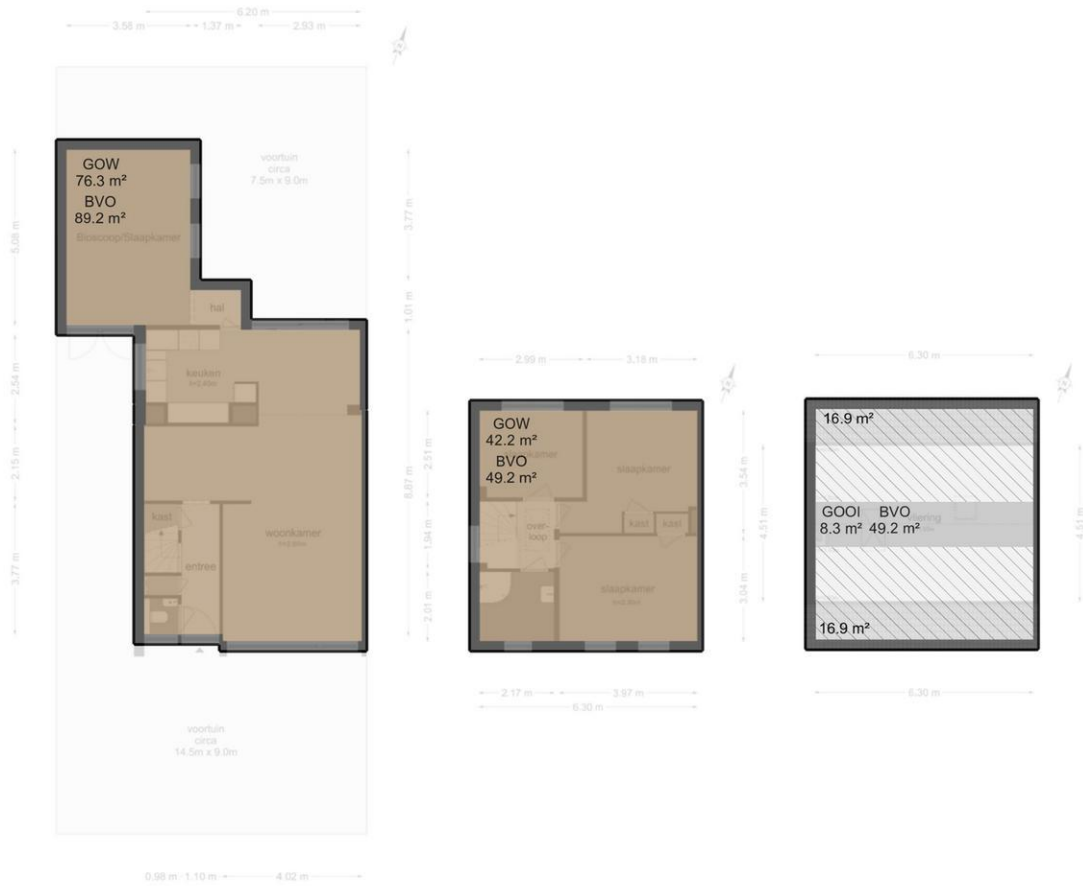 6.20 m
3.58 m
1.37 m
2.93 m
voortuin
circa
7.5m x 9.0m
GOW
76.3 m²
BVO
89.2 m²
Bioscoop/Slaapkamer
5.08 m
3.77 m
hal
1.01 m
keuken
2.54 m
2.15 m
8.87 m
kast
woonkamer
entree
3.77 m
voortuin
circa
14.5m x 9.0m
0.98 m
1.10 m
4.02 m
2.99 m
3.18 m
GOW
42.2 m²
BVO
49.2 m²
slaapkamer
2.51 m
3.54 m
4.51 m
kast
kast
over-
loop
1.94 m
slaapkamer
2.01 m
3.04 m
2.17 m
3.97 m
6.30 m
6.30 m
16.9 m²
GOOI BVO
8.3 m² 49.2 m²
4.51 m
16.9 m²
6.30 m